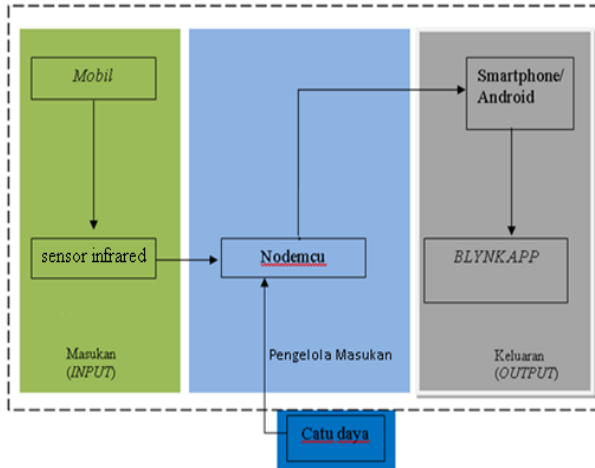 Mobil
sensor infrared
Masukan
(INPUT)
Nodemcu
Pengelola Masukan
Smartphone/
Android
BLYNKAPP
Keluaran
(OUTPUT)
Catu daya